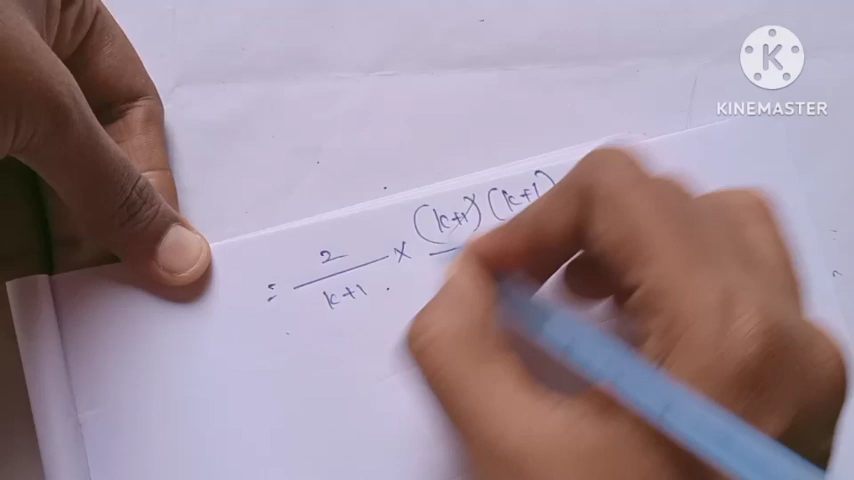 K
KINEMASTER
= 2/k+1 × (k+1)(k+1)